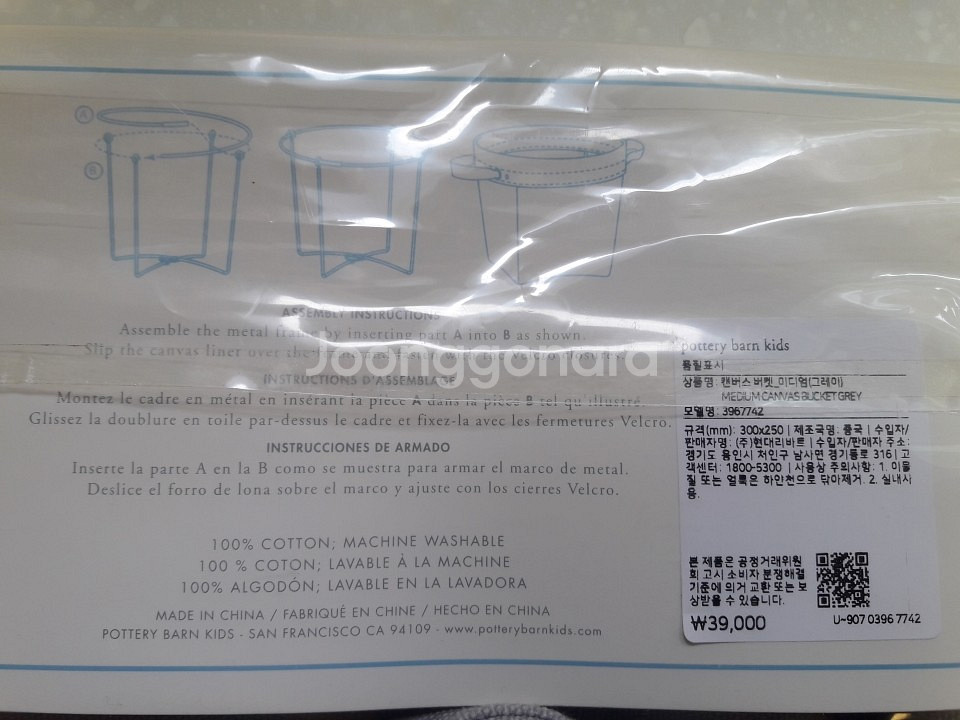 A
B
ASSEMBLY INSTRUCTIONS
Assemble the metal frame by inserting part A into B as shown.
Slip the canvas liner over the Velcro closures.
Joonggonara
INSTRUCTIONS D'ASSEMBLAGE
Montez le cadre en métal en insérant la pièce A dans la pièce B tel qu'illustré.
Glissez la doublure en toile par-dessus le cadre et fixez-la avec les fermetures Velcro.
INSTRUCCIONES DE ARMADO
Inserte la parte A en la B como se muestra para armar el marco de metal.
Deslice el forro de lona sobre el marco y ajuste con los cierres Velcro.
100% COTTON; MACHINE WASHABLE
100 % COTON; LAVABLE À LA MACHINE
100% ALGODÓN; LAVABLE EN LA LAVADORA
MADE IN CHINA / FABRIQUÉ EN CHINE / HECHO EN CHINA
POTTERY BARN KIDS - SAN FRANCISCO CA 94109 - www.potterybarnkids.com
pottery barn kids
품질표시
상품명: 캔버스 버켓_미디엄(그레이)
MEDIUM CANVAS BUCKET GREY
모델명: 3967742
규격(mm): 300x250 | 제조국명: 중국 | 수입자/
판매자명: (주)현대리바트 | 수입자/판매자 주소:
경기도 용인시 처인구 남사면 경기동로 316 | 고
객센터: 1800-5300 | 사용상 주의사항: 1. 이물
질 또는 얼룩은 하얀천으로 닦아제거. 2. 실내사
용.
본 제품은 공정거래위원
회 고시 소비자 분쟁해결
기준에 의거 교환 또는 보
상받을 수 있습니다.
₩39,000
U~907 0396 7742